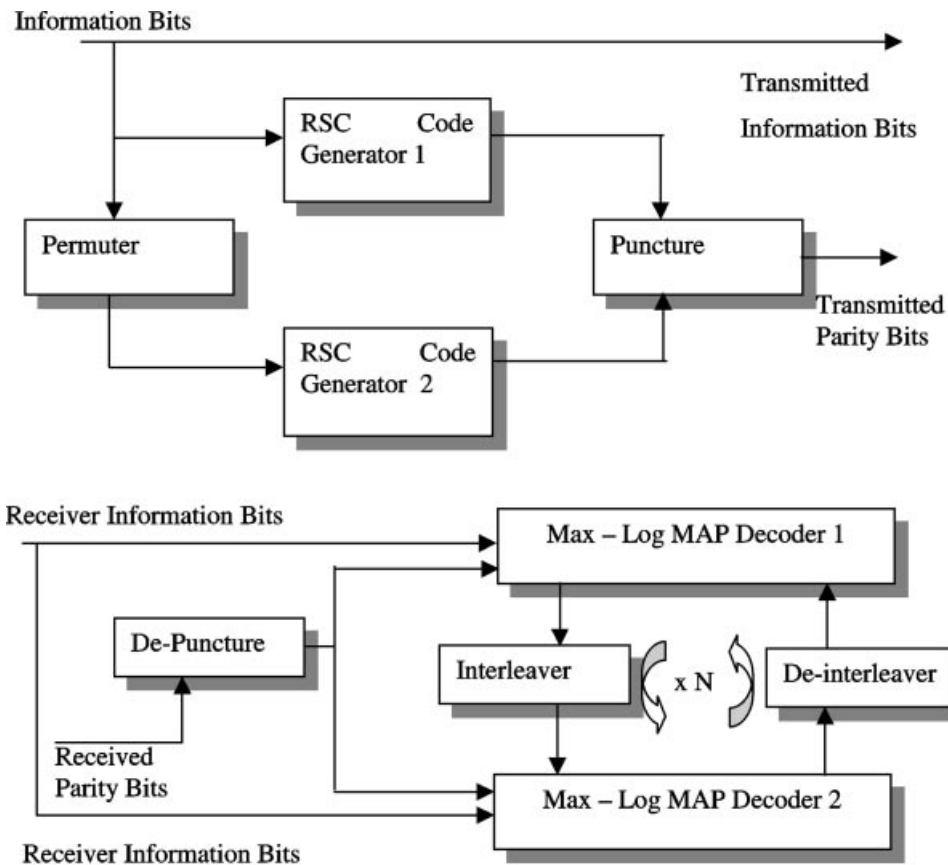 Information Bits
Transmitted
Information Bits
RSC Code
Generator 1
Permuter
Puncture
Transmitted
Parity Bits
RSC Code
Generator 2
Receiver Information Bits
Max – Log MAP Decoder 1
De-Puncture
Interleaver
x N
De-interleaver
Received
Parity Bits
Max – Log MAP Decoder 2
Receiver Information Bits